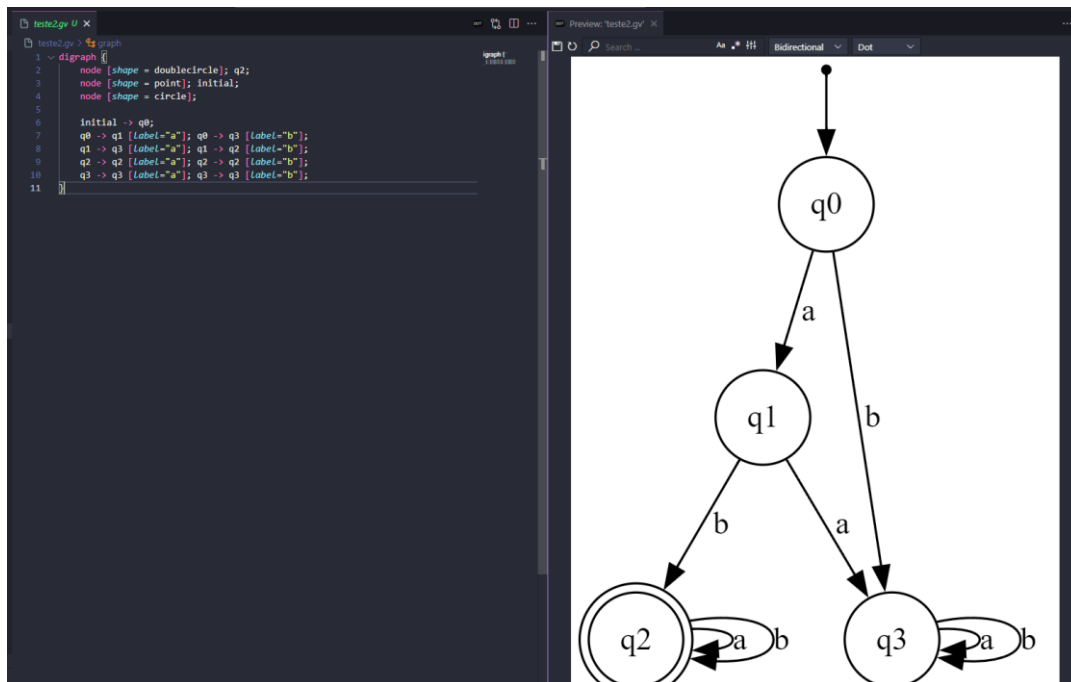 teste2.gv U ×
teste2.gv > graph
1 digraph {
2 node [shape = doublecircle]; q2;
3 node [shape = point]; initial;
4 node [shape = circle];
5
6 initial -> q0;
7 q0 -> q1 [label="a"]; q0 -> q3 [label="b"];
8 q1 -> q3 [label="a"]; q1 -> q2 [label="b"];
9 q2 -> q2 [label="a"]; q2 -> q2 [label="b"];
10 q3 -> q3 [label="a"]; q3 -> q3 [label="b"];
11 }
Preview: 'teste2.gv' ×
Search ... Aa .* Bidirectional Dot
q0
a
b
q1
b
a
q2
a
b
q3
a
b